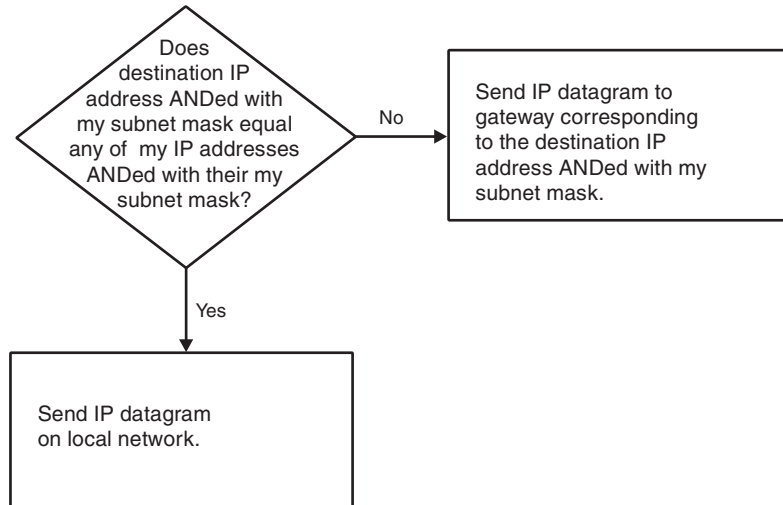 Does
destination IP
address ANDed with
my subnet mask equal
any of my IP addresses
ANDed with their my
subnet mask?
No
Send IP datagram to
gateway corresponding
to the destination IP
address ANDed with my
subnet mask.
Yes
Send IP datagram
on local network.